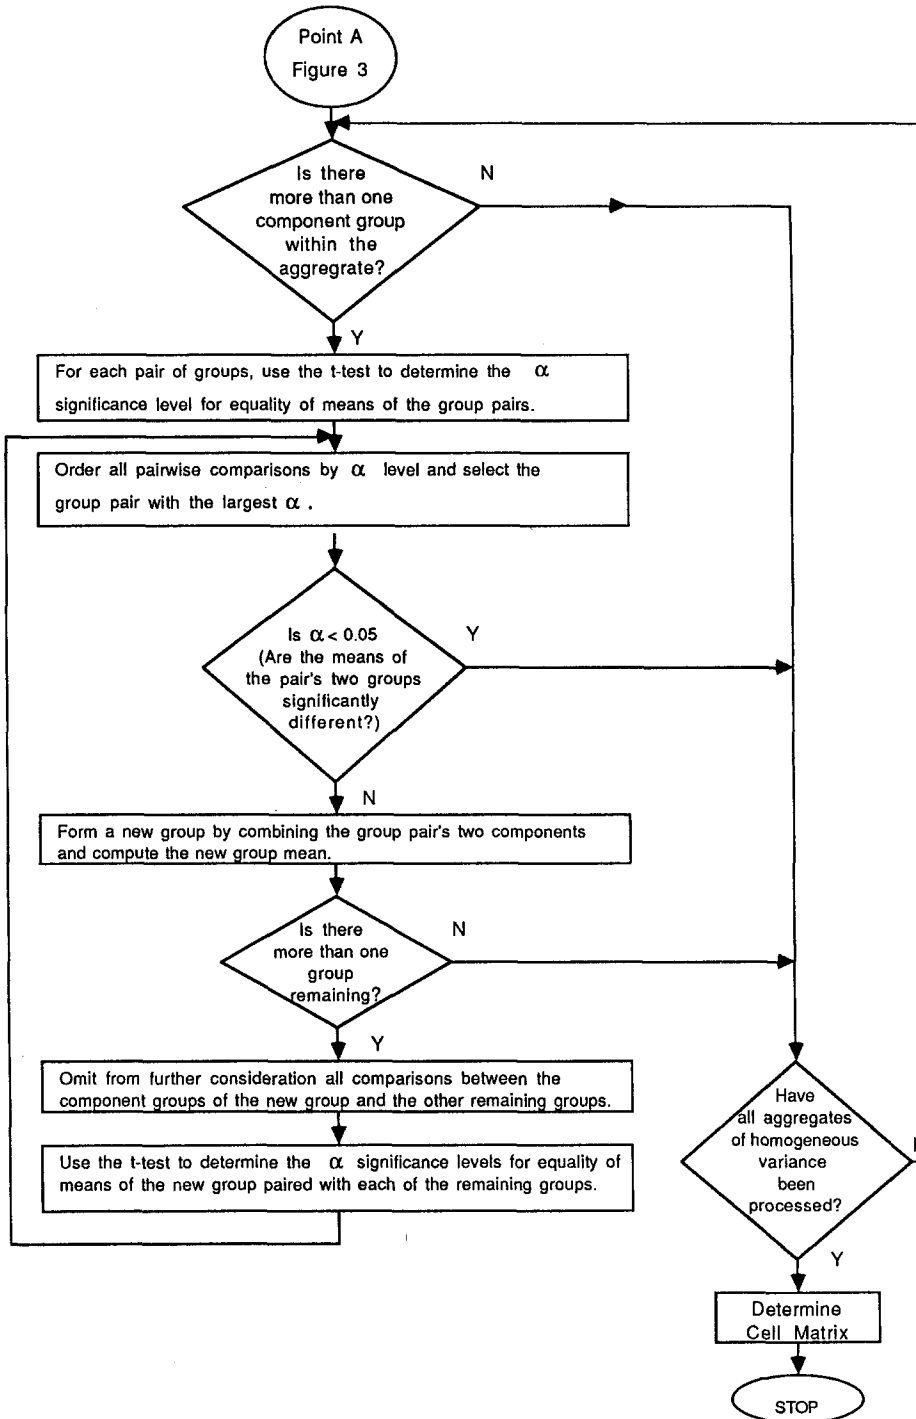 Point A
Figure 3
Is there
more than one
component group
within the
aggregrate?
N
Y
For each pair of groups, use the t-test to determine the α
significance level for equality of means of the group pairs.
Order all pairwise comparisons by α level and select the
group pair with the largest α .
Is α < 0.05
(Are the means of
the pair's two groups
significantly
different?)
Y
N
Form a new group by combining the group pair's two components
and compute the new group mean.
Is there
more than one
group
remaining?
N
Y
Omit from further consideration all comparisons between the
component groups of the new group and the other remaining groups.
Use the t-test to determine the α significance levels for equality of
means of the new group paired with each of the remaining groups.
Have
all aggregates
of homogeneous
variance
been
processed?
Y
Determine
Cell Matrix
STOP